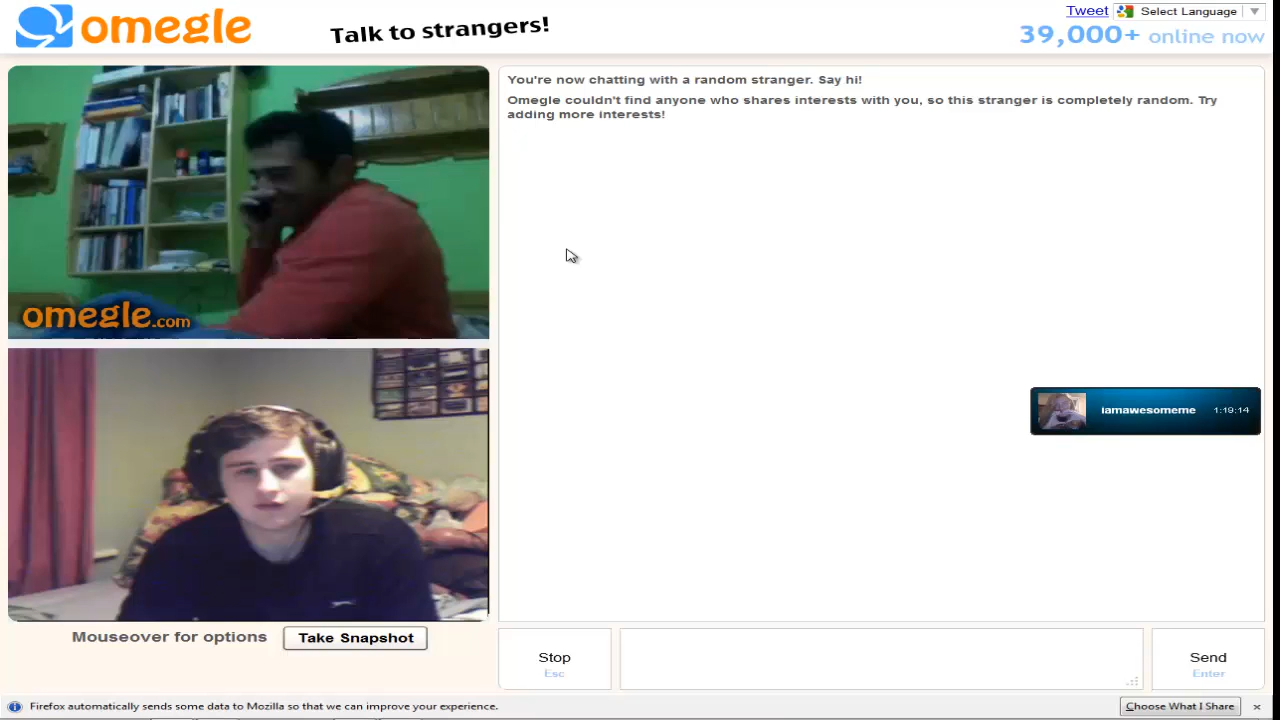 omegle
Talk to strangers!
Tweet
Select Language
39,000+ online now
You're now chatting with a random stranger. Say hi!
Omegle couldn't find anyone who shares interests with you, so this stranger is completely random. Try
adding more interests!
omegle.com
iamawesomeme 1:19:14
Mouseover for options
Take Snapshot
Stop
Esc
Send
Enter
Firefox automatically sends some data to Mozilla so that we can improve your experience.
Choose What I Share